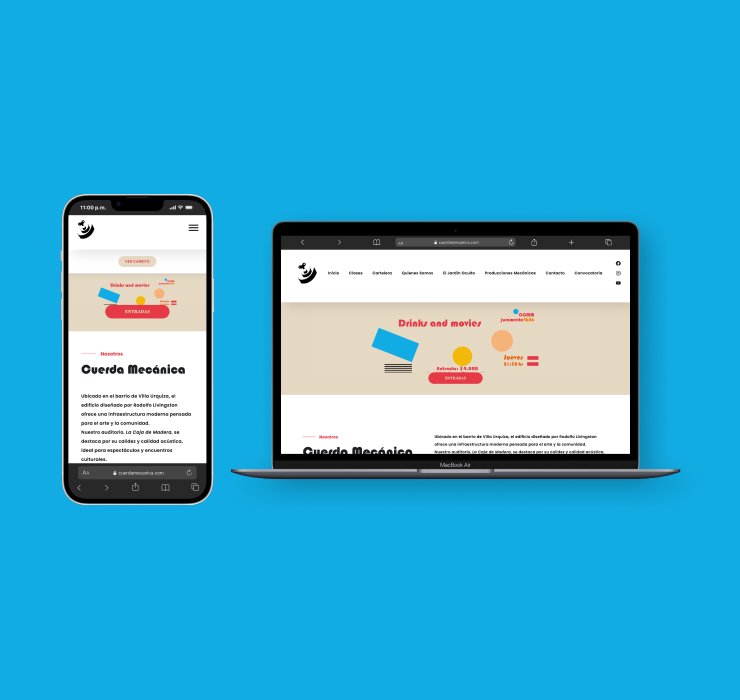 11:00 p.m.
VER CARRITO
Drinks and movies
ENTRADAS
Nosotros
Cuerda Mecánica
Ubicado en el barrio de Villa Urquiza, el
edificio diseñado por Rodolfo Livingston
ofrece una infraestructura moderna pensada
para el arte y la comunidad.
Nuestro auditorio, La Caja de Madera, se
destaca por su calidez y calidad acústica,
ideal para espectáculos y encuentros
culturales.
AA
cuerdamecanica.com
AA
cuerdamecanica.com
Inicio Clases Cartelera Quienes Somos El Jardín Oculto Producciones Mecánicas Contacto Convocatoria
Drinks and movies
Jueves
Entrada: $4.000
ENTRADAS
Nosotros
Cuerda Mecánica
Ubicado en el barrio de Villa Urquiza, el edificio diseñado por Rodolfo Livingston
ofrece una infraestructura moderna pensada para el arte y la comunidad.
Nuestro auditorio, La Caja de Madera, se destaca por su calidez y calidad acústica,
MacBook Air